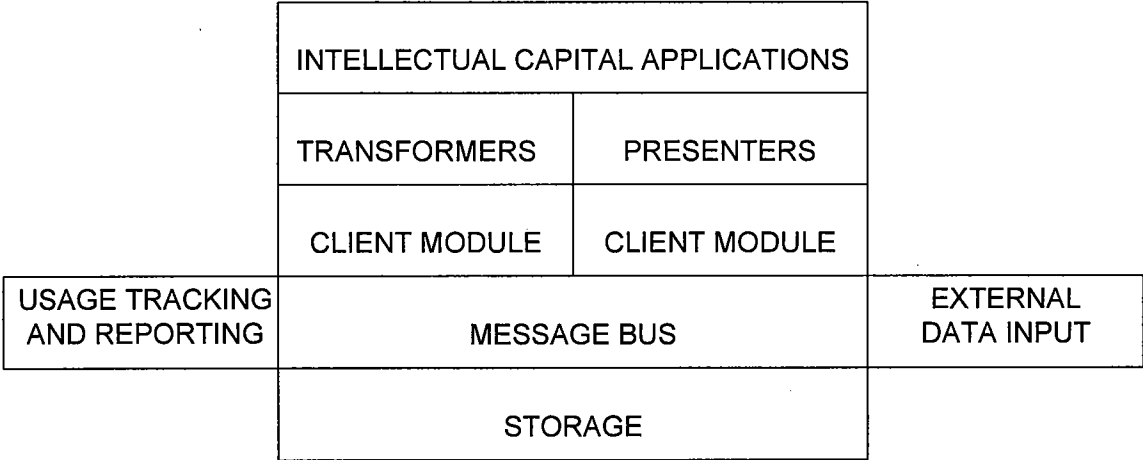 INTELLECTUAL CAPITAL APPLICATIONS
TRANSFORMERS
PRESENTERS
CLIENT MODULE
CLIENT MODULE
USAGE TRACKING
AND REPORTING
MESSAGE BUS
EXTERNAL
DATA INPUT
STORAGE